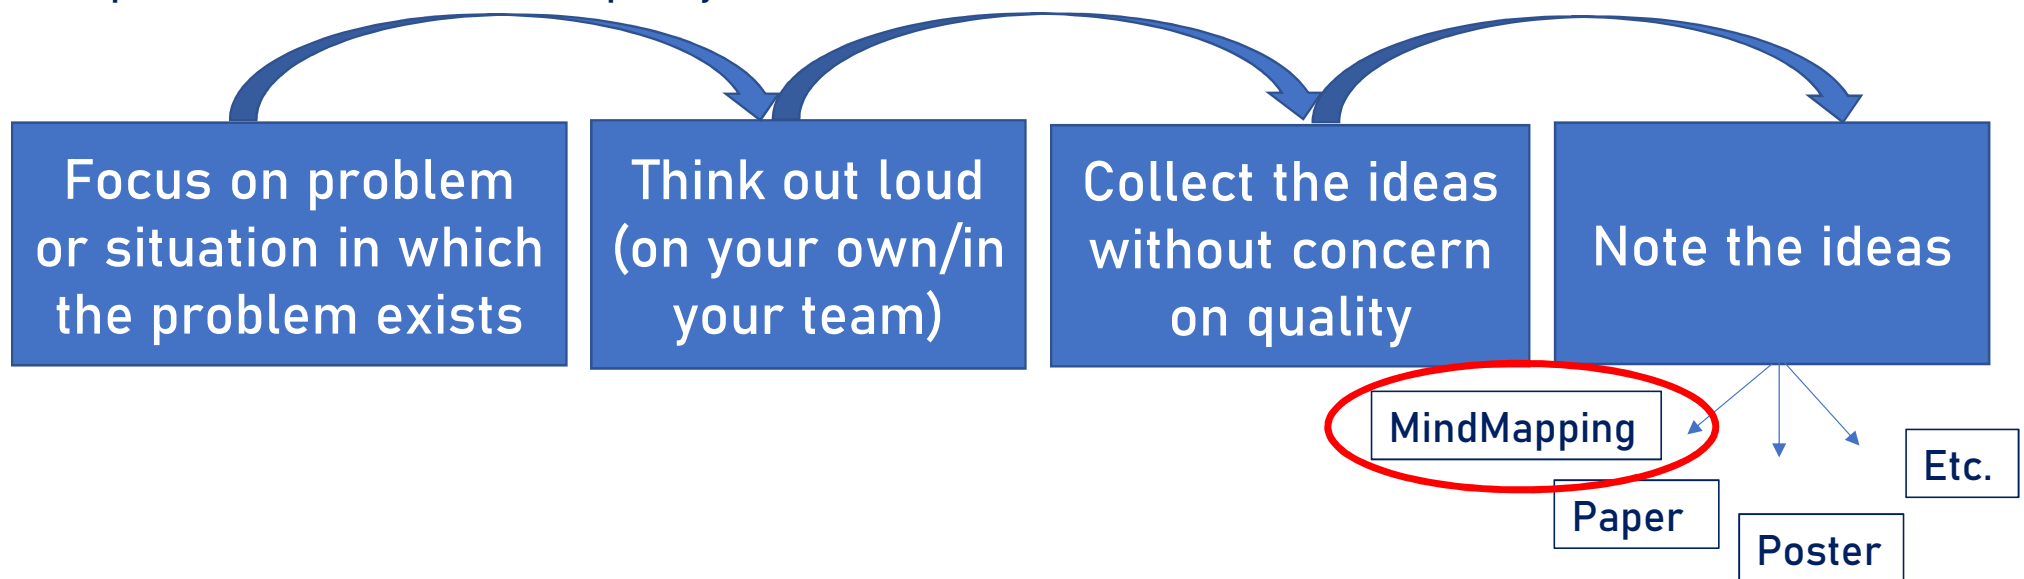 Focus on problem
or situation in which
the problem exists
Think out loud
(on your own/in
your team)
Collect the ideas
without concern
on quality
Note the ideas
MindMapping
Etc.
Paper
Poster